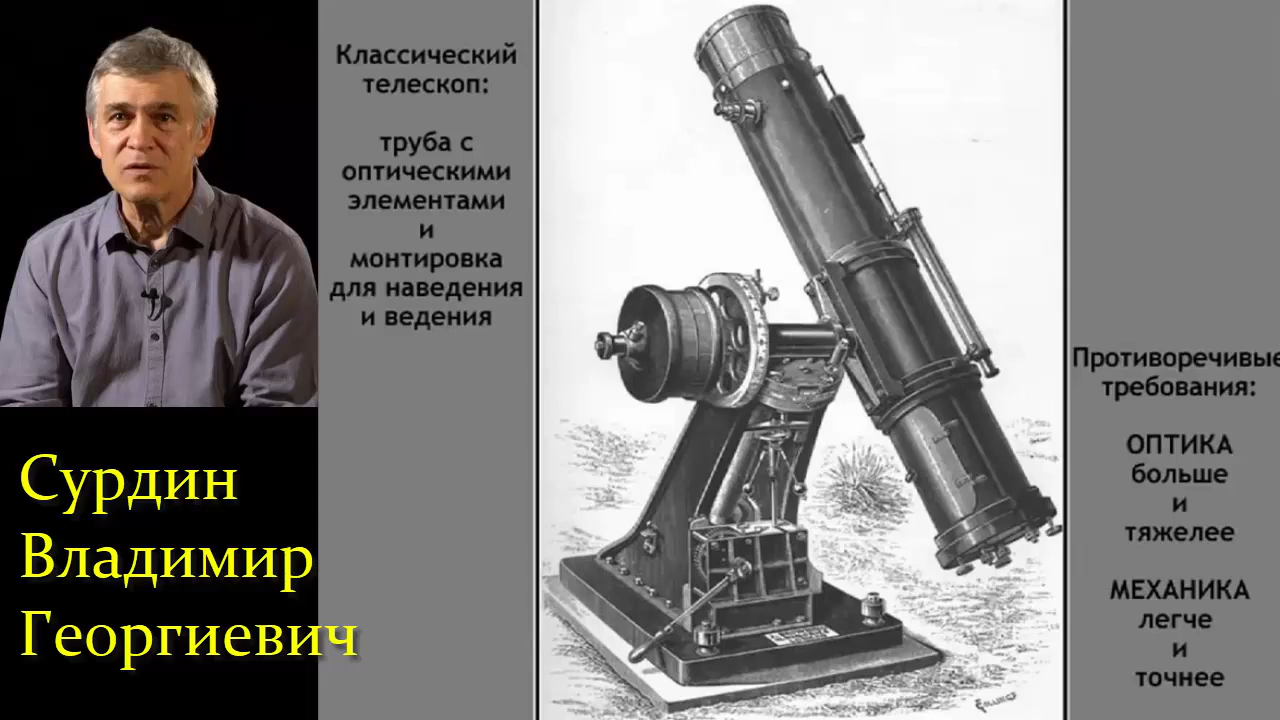 Классический
телескоп:
труба с
оптическими
элементами
и
монтировка
для наведения
и ведения
Противоречивые
требования:
ОПТИКА
больше
и
тяжелее
МЕХАНИКА
легче
и
точнее
Сурдин
Владимир
Георгиевич